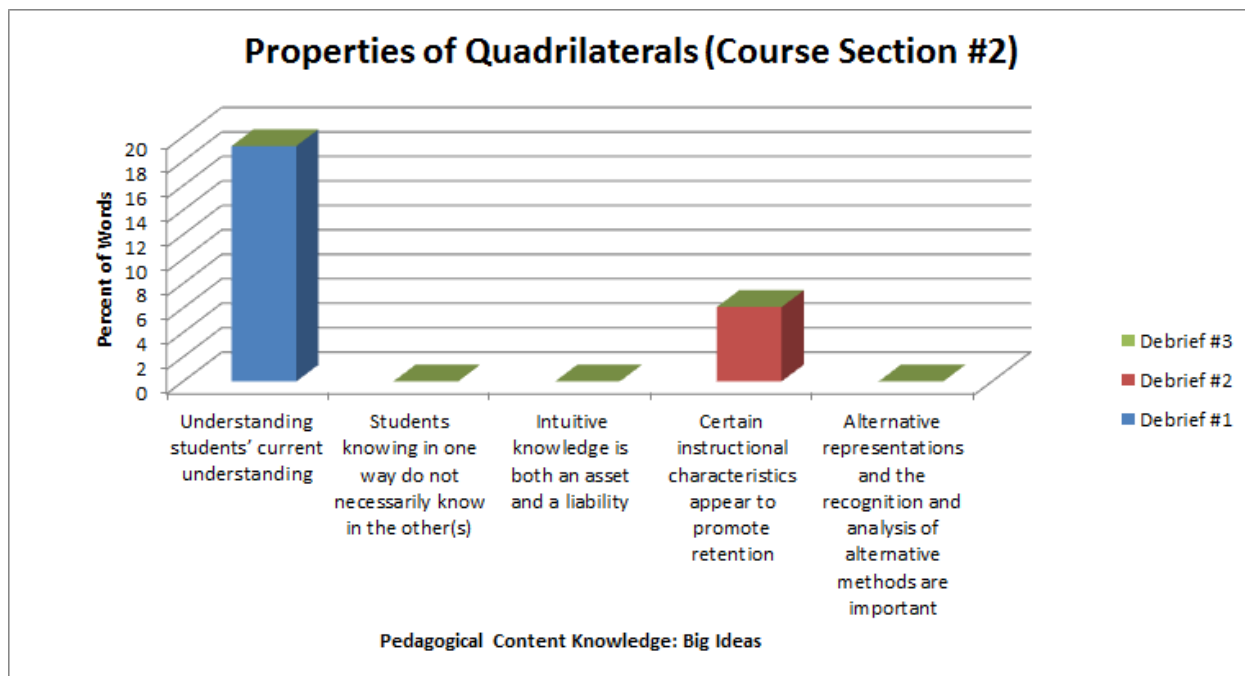 Properties of Quadrilaterals (Course Section #2)
Percent of Words
20
18
16
14
12
10
8
6
4
2
0
Understanding
students’ current
understanding
Students
knowing in one
way do not
necessarily know
in the other(s)
Intuitive
knowledge is
both an asset
and a liability
Certain
instructional
characteristics
appear to
promote
retention
Alternative
representations
and the
recognition and
analysis of
alternative
methods are
important
Pedagogical Content Knowledge: Big Ideas
Debrief #3
Debrief #2
Debrief #1